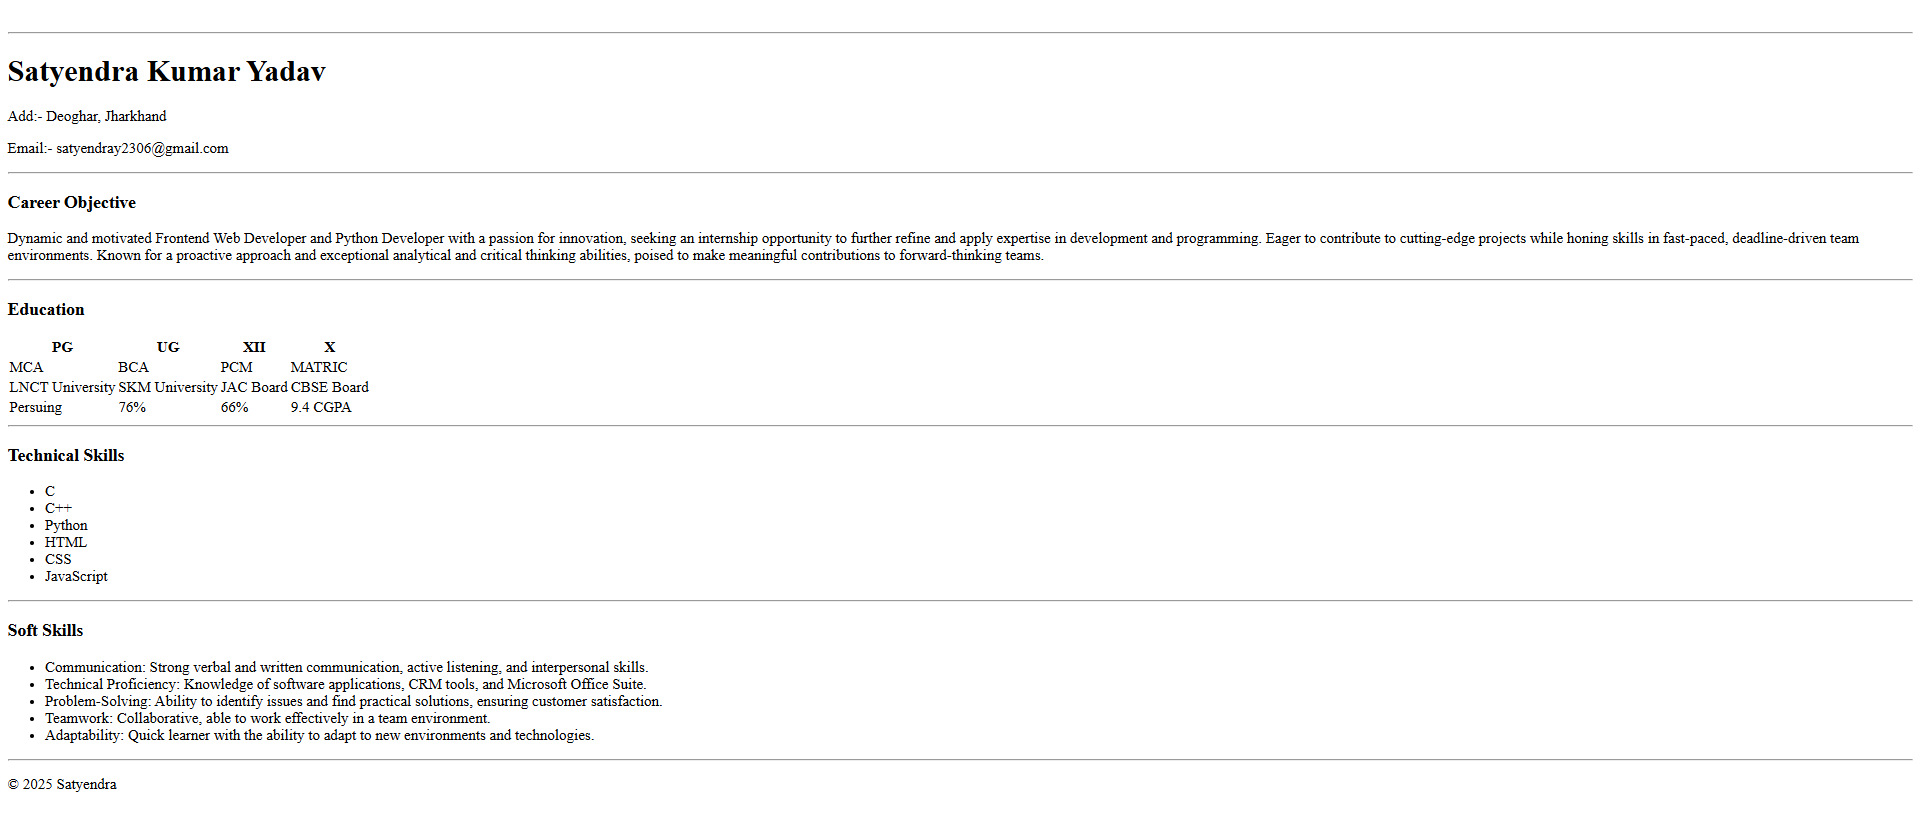 Satyendra Kumar Yadav
Add:- Deoghar, Jharkhand
Email:- satyendray2306@gmail.com
Career Objective
Dynamic and motivated Frontend Web Developer and Python Developer with a passion for innovation, seeking an internship opportunity to further refine and apply expertise in development and programming. Eager to contribute to cutting-edge projects while honing skills in fast-paced, deadline-driven team
environments. Known for a proactive approach and exceptional analytical and critical thinking abilities, poised to make meaningful contributions to forward-thinking teams.
Education
PG UG XII X
MCA BCA PCM MATRIC
LNCT University SKM University JAC Board CBSE Board
Persuing 76% 66% 9.4 CGPA
Technical Skills
• C
• C++
• Python
• HTML
• CSS
• JavaScript
Soft Skills
• Communication: Strong verbal and written communication, active listening, and interpersonal skills.
• Technical Proficiency: Knowledge of software applications, CRM tools, and Microsoft Office Suite.
• Problem-Solving: Ability to identify issues and find practical solutions, ensuring customer satisfaction.
• Teamwork: Collaborative, able to work effectively in a team environment.
• Adaptability: Quick learner with the ability to adapt to new environments and technologies.
© 2025 Satyendra